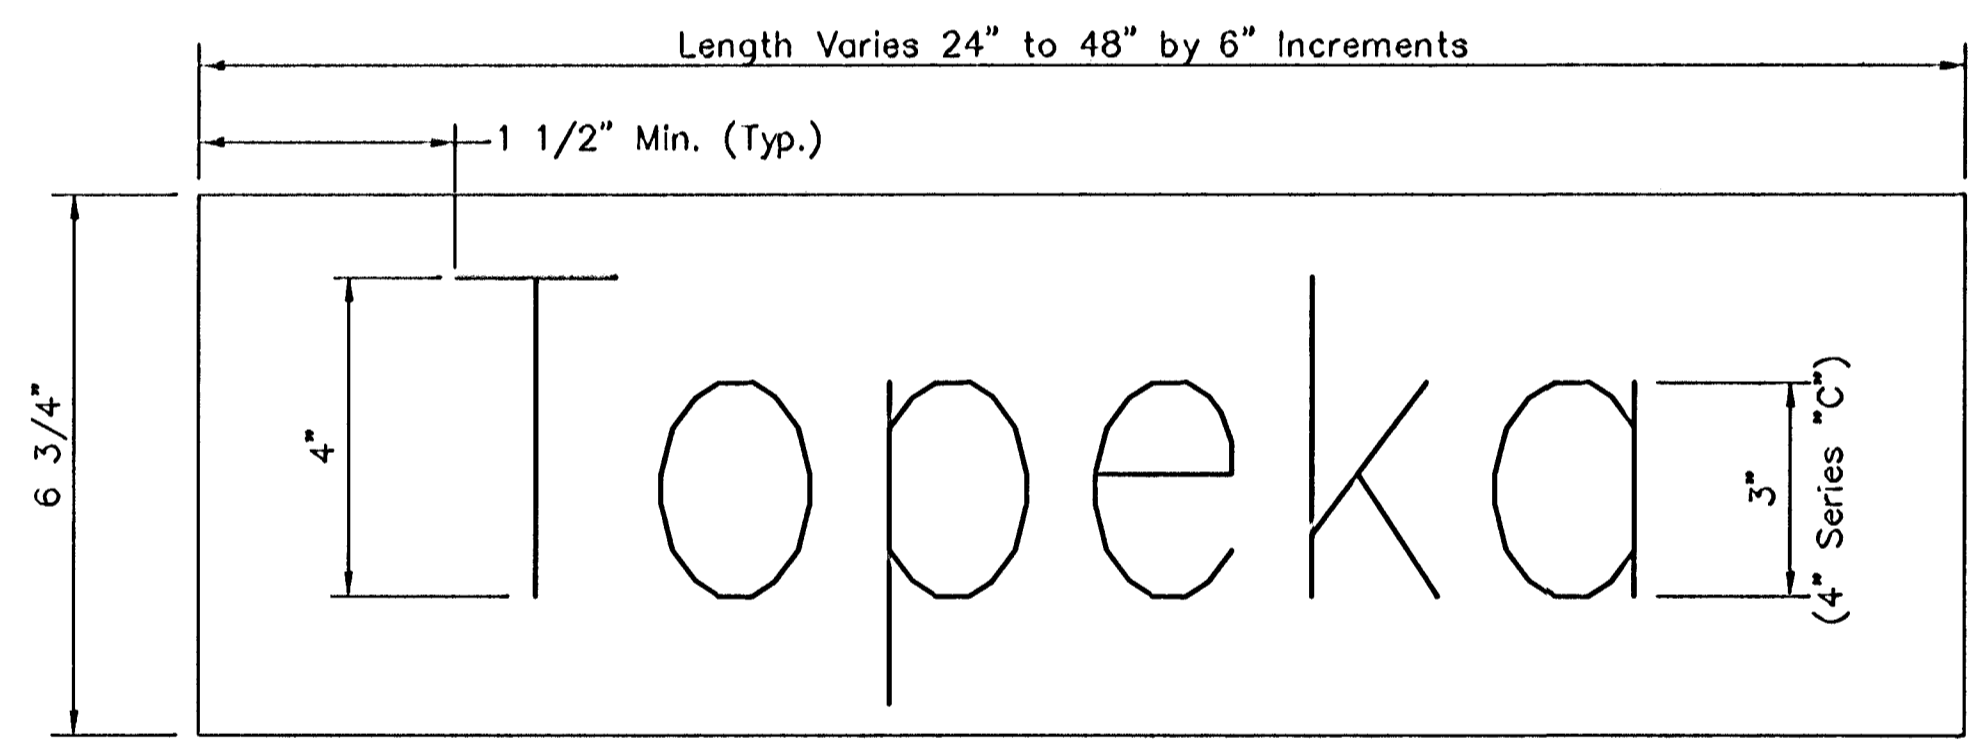 Length Varies 24" to 48" by 6" Increments
1 1/2" Min. (Typ.)
6 3/4"
4"
Topeka
3"
(4" Series "C")